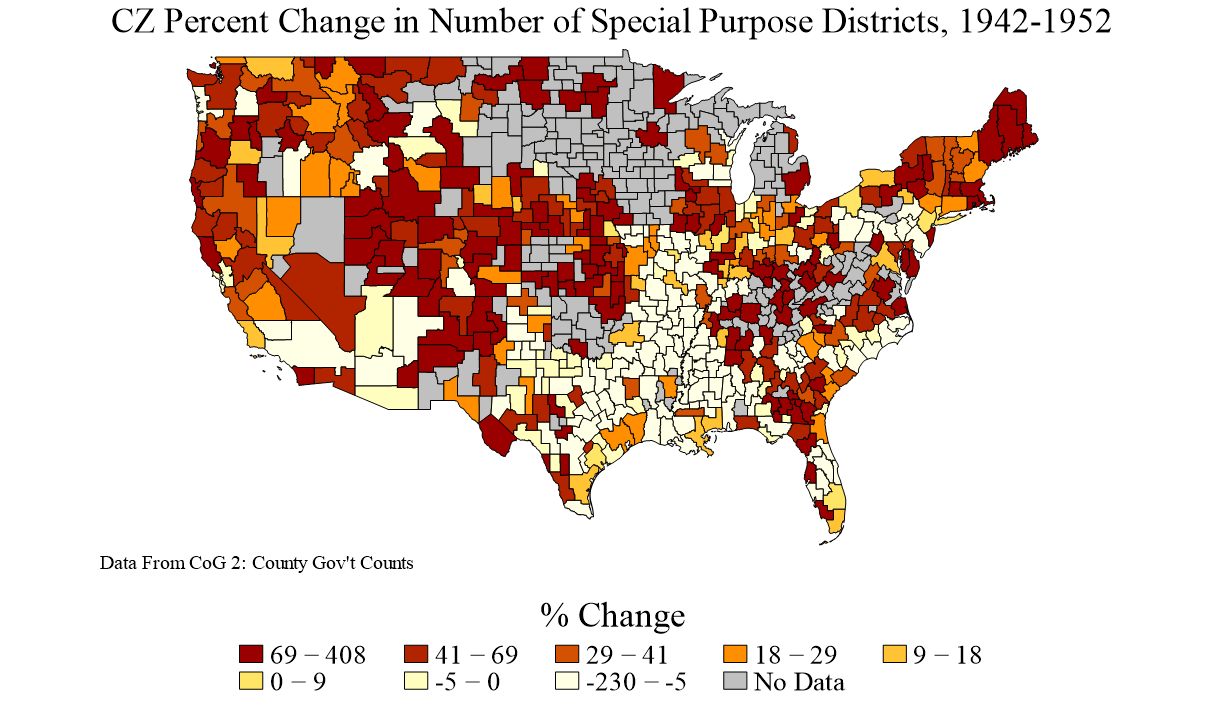 CZ Percent Change in Number of Special Purpose Districts, 1942-1952
Data From CoG 2: County Gov't Counts
% Change
69 − 408 41 − 69 29 − 41 18 − 29 9 − 18
0 − 9 -5 − 0 -230 − -5 No Data